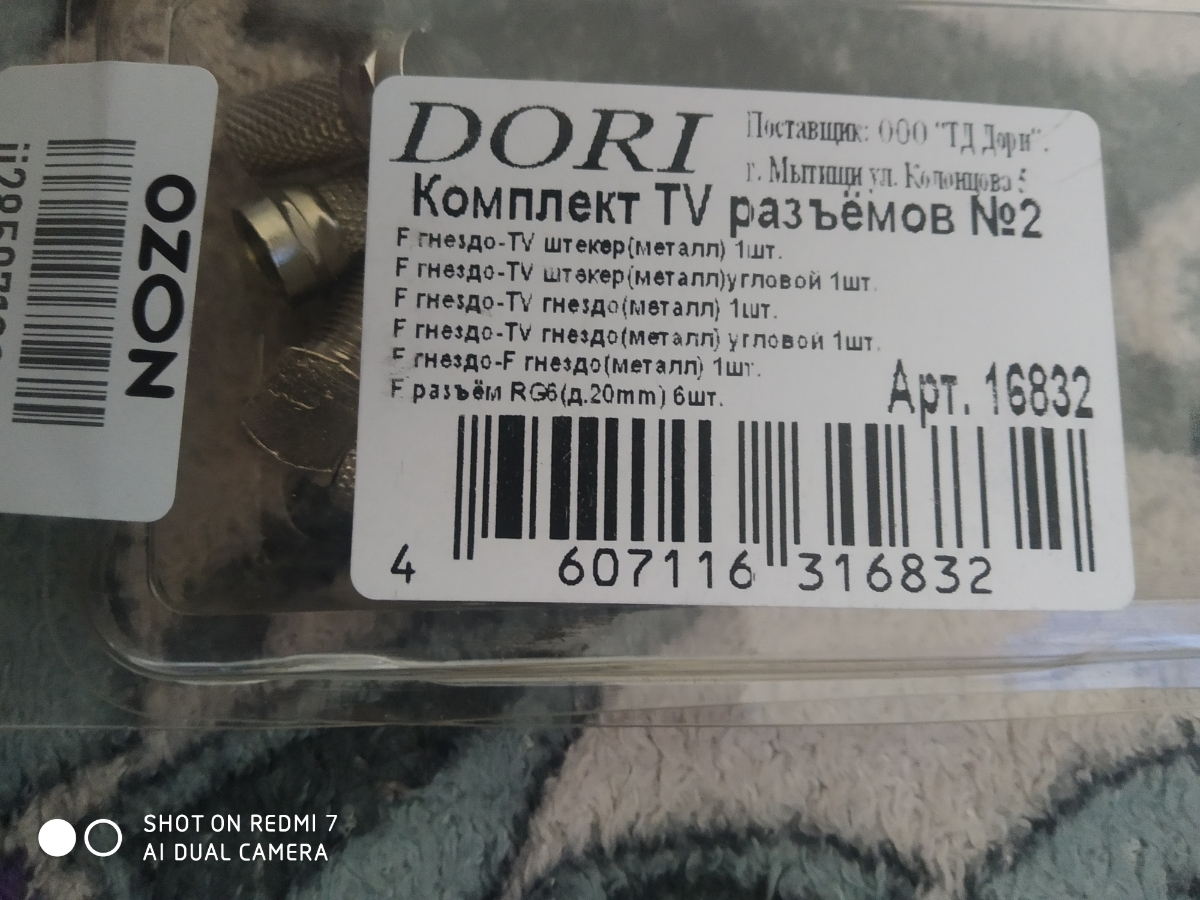 OZON
DORI
Поставщик: ООО "ТД Дори".
г. Мытищи ул. Колонцова 5
Комплект TV разъёмов №2
F гнездо-TV штекер(металл) 1шт.
F гнездо-TV штекер(металл)угловой 1шт.
F гнездо-TV гнездо(металл) 1шт.
F гнездо-TV гнездо(металл) угловой 1шт.
F гнездо-F гнездо(металл) 1шт.
F разъём RG6(д.20mm) 6шт.
Арт. 16832
4 607116 316832
SHOT ON REDMI 7
AI DUAL CAMERA